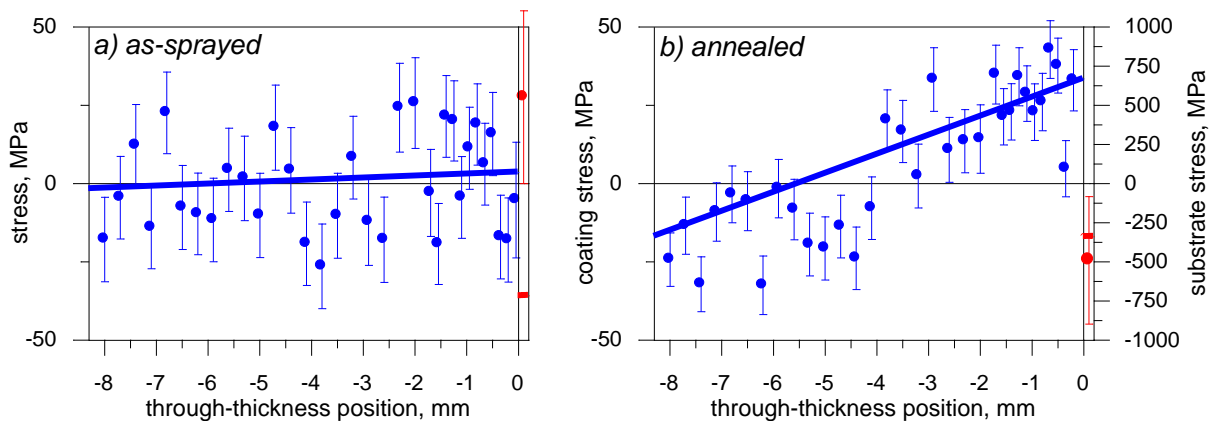 a) as-sprayed
stress, MPa
50
0
-50
-8 -7 -6 -5 -4 -3 -2 -1 0
through-thickness position, mm
b) annealed
coating stress, MPa
50
0
-50
-8 -7 -6 -5 -4 -3 -2 -1 0
through-thickness position, mm
1000
750
500
250
0
-250
-500
-750
-1000
substrate stress, MPa